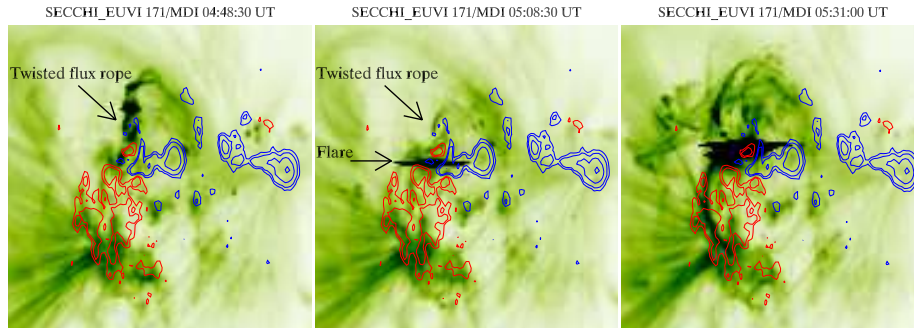 SECCHI_EUVI 171/MDI 04:48:30 UT
SECCHI_EUVI 171/MDI 05:08:30 UT
SECCHI_EUVI 171/MDI 05:31:00 UT
Twisted flux rope
Twisted flux rope
Flare